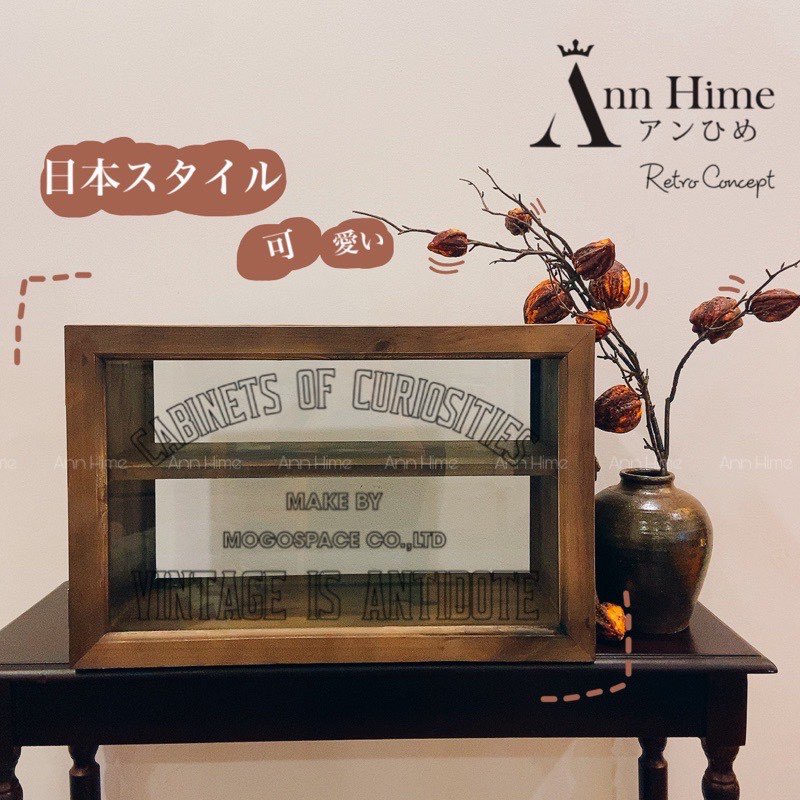 Ann Hime
アンひめ
Retro Concept
日本スタイル
可愛い
CABINETS OF CURIOSITIES
Ann Hime Ann Hime Ann Hime Ann Hime Ann Hime Ann Hime
MAKE BY
MOGOSPACE CO.,LTD
VINTAGE IS ANTIDOTE